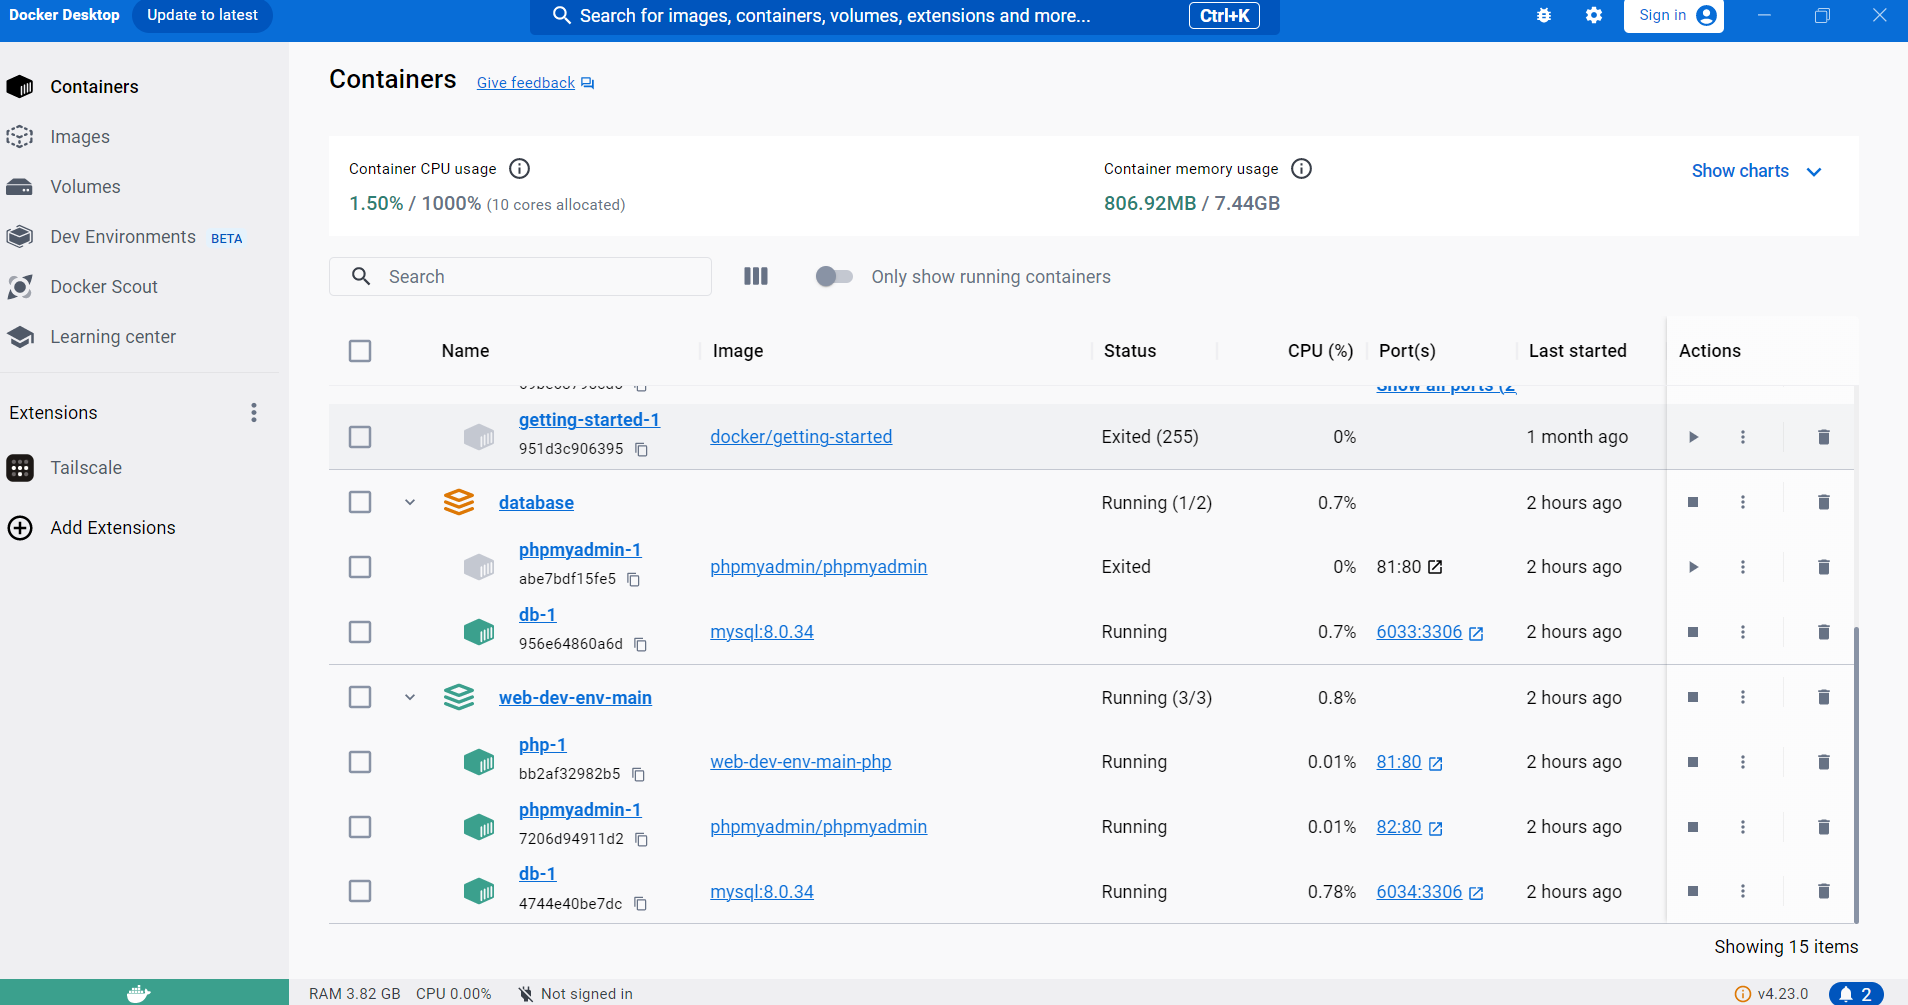 Docker Desktop Update to latest Search for images, containers, volumes, extensions and more... Ctrl+K Sign in
Containers
Images
Volumes
Dev Environments BETA
Docker Scout
Learning center
Extensions
Tailscale
Add Extensions
Containers Give feedback
Container CPU usage
1.50% / 1000% (10 cores allocated)
Container memory usage
806.92MB / 7.44GB
Show charts
Search Only show running containers
Name Image Status CPU (%) Port(s) Last started Actions
Show all ports (2
getting-started-1
951d3c906395 docker/getting-started Exited (255) 0% 1 month ago
database Running (1/2) 0.7% 2 hours ago
phpmyadmin-1
abe7bdf15fe5 phpmyadmin/phpmyadmin Exited 0% 81:80 2 hours ago
db-1
956e64860a6d mysql:8.0.34 Running 0.7% 6033:3306 2 hours ago
web-dev-env-main Running (3/3) 0.8% 2 hours ago
php-1
bb2af32982b5 web-dev-env-main-php Running 0.01% 81:80 2 hours ago
phpmyadmin-1
7206d94911d2 phpmyadmin/phpmyadmin Running 0.01% 82:80 2 hours ago
db-1
4744e40be7dc mysql:8.0.34 Running 0.78% 6034:3306 2 hours ago
Showing 15 items
RAM 3.82 GB CPU 0.00% Not signed in v4.23.0 2